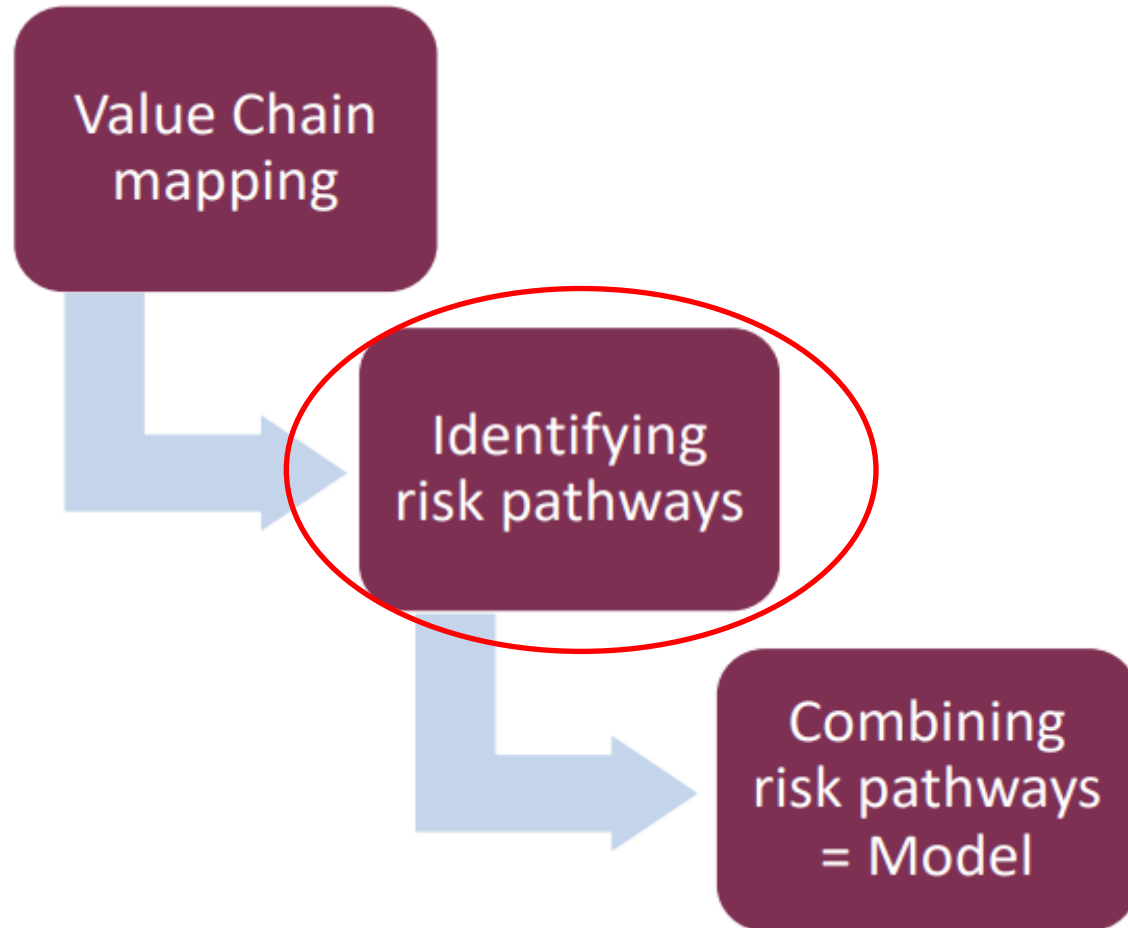 Value Chain
mapping
Identifying
risk pathways
Combining
risk pathways
= Model